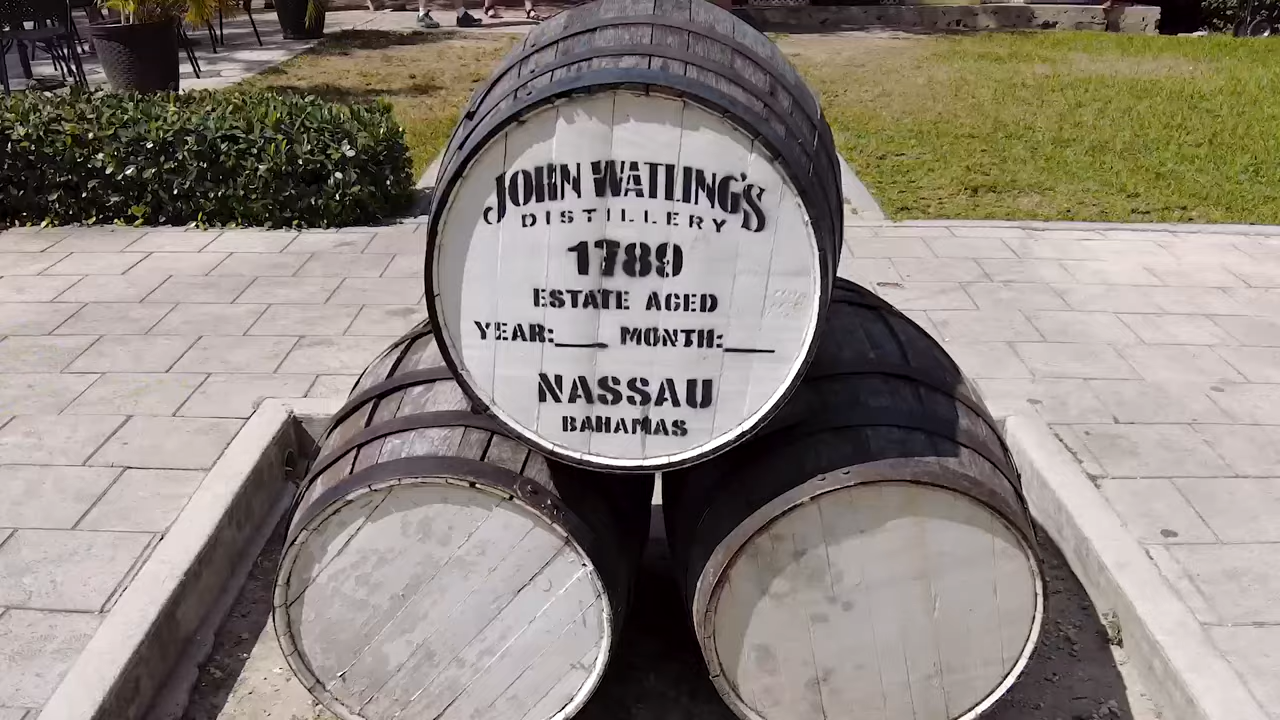 JOHN WATLING'S
DISTILLERY
1789
ESTATE AGED
YEAR:___ MONTH:___
NASSAU
BAHAMAS